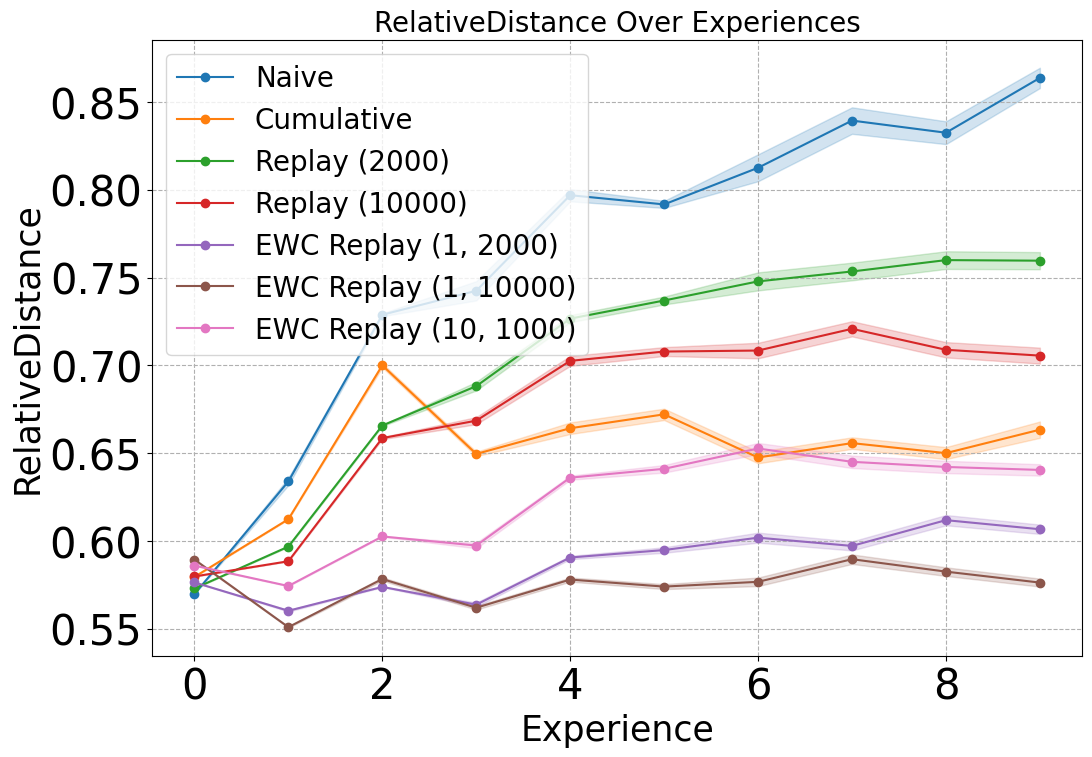 RelativeDistance Over Experiences
Naive
Cumulative
Replay (2000)
Replay (10000)
EWC Replay (1, 2000)
EWC Replay (1, 10000)
EWC Replay (10, 1000)
RelativeDistance
0.85
0.80
0.75
0.70
0.65
0.60
0.55
0 2 4 6 8
Experience